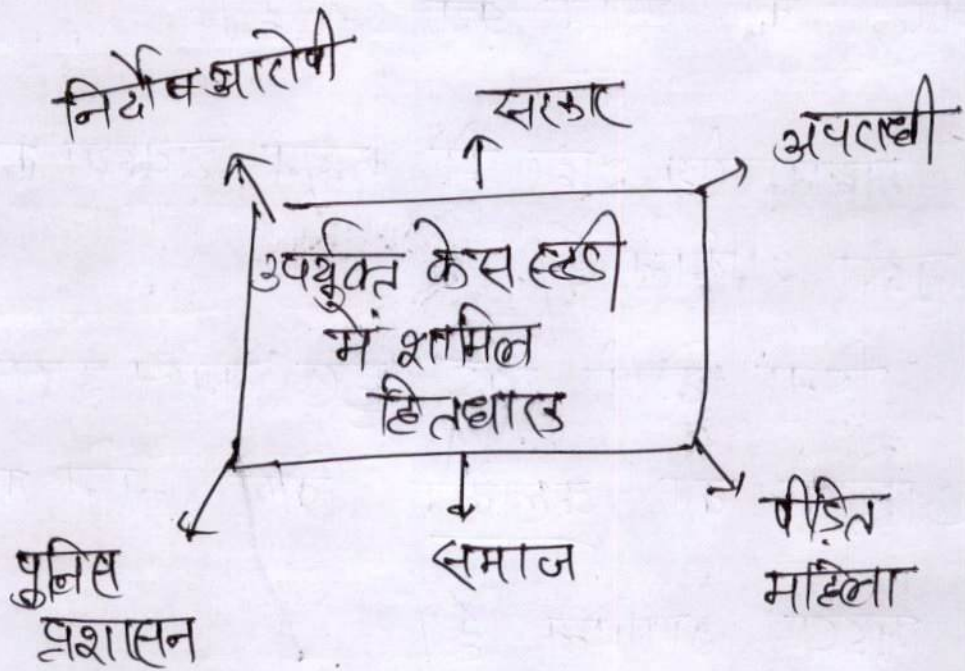 निर्दोष आरोपी
सरकार
अपराधी
उपर्युक्त केस स्टडी
में शामिल
हितधारक
पुलिस
प्रशासन
समाज
पीड़ित
महिला